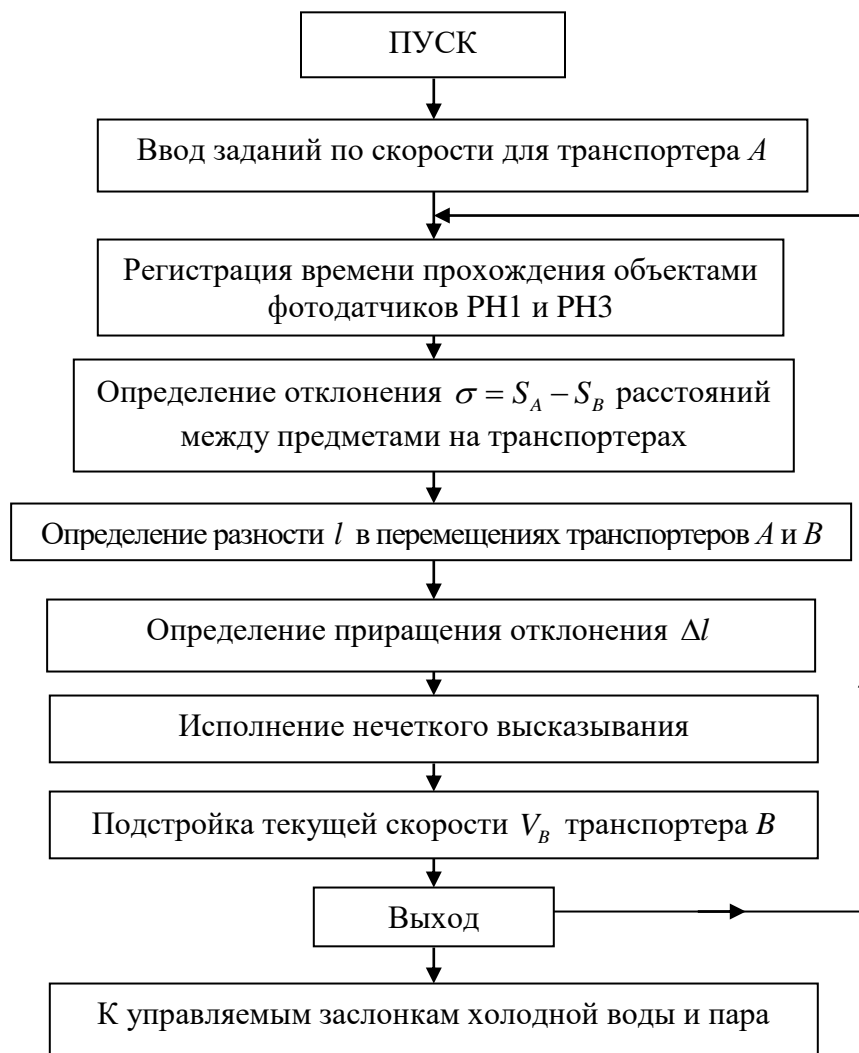 ПУСК
Ввод заданий по скорости для транспортера A
Регистрация времени прохождения объектами
фотодатчиков PH1 и PH3
Определение отклонения σ = S_A − S_B расстояний
между предметами на транспортерах
Определение разности l в перемещениях транспортеров A и B
Определение приращения отклонения Δl
Исполнение нечеткого высказывания
Подстройка текущей скорости V_B транспортера B
Выход
К управляемым заслонкам холодной воды и пара